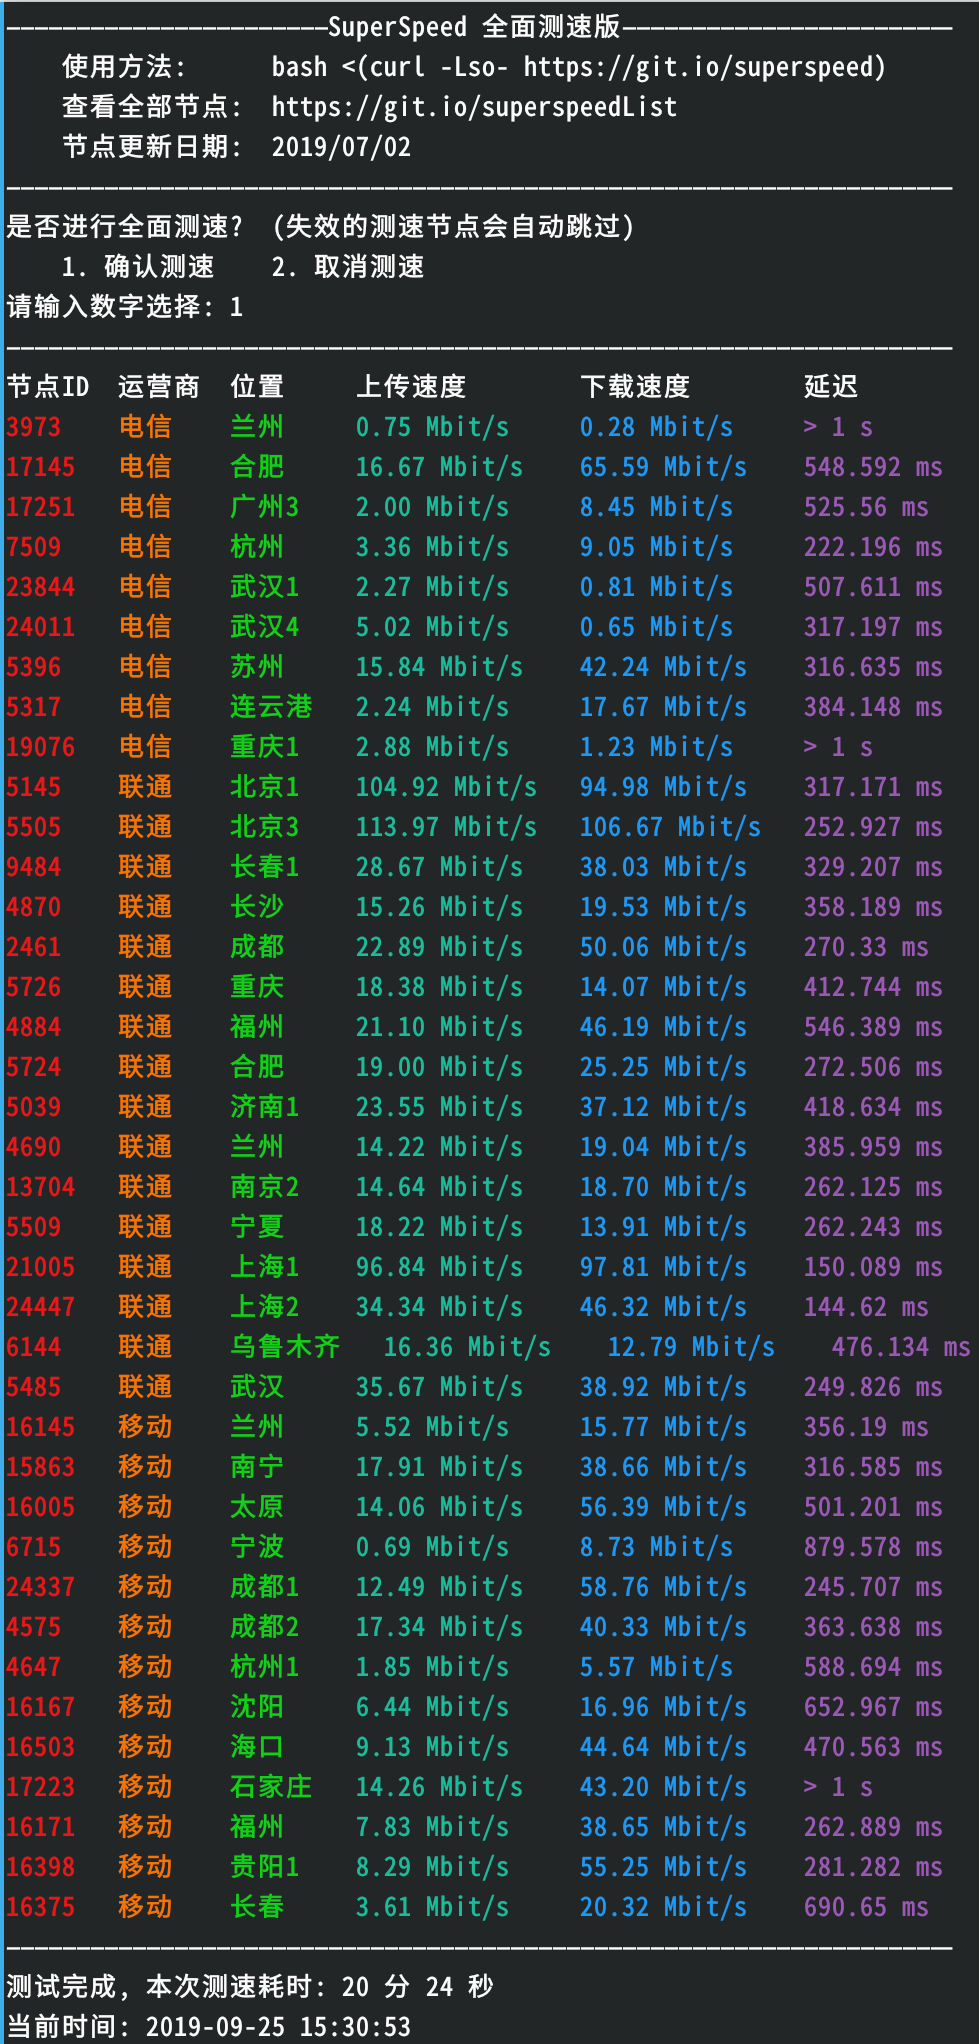 SuperSpeed 全面测速版
使用方法: bash <(curl -Lso- https://git.io/superspeed)
查看全部节点: https://git.io/superspeedList
节点更新日期: 2019/07/02
是否进行全面测速? (失效的测速节点会自动跳过)
1. 确认测速 2. 取消测速
请输入数字选择: 1
节点ID 运营商 位置 上传速度 下载速度 延迟
3973 电信 兰州 0.75 Mbit/s 0.28 Mbit/s > 1 s
17145 电信 合肥 16.67 Mbit/s 65.59 Mbit/s 548.592 ms
17251 电信 广州3 2.00 Mbit/s 8.45 Mbit/s 525.56 ms
7509 电信 杭州 3.36 Mbit/s 9.05 Mbit/s 222.196 ms
23844 电信 武汉1 2.27 Mbit/s 0.81 Mbit/s 507.611 ms
24011 电信 武汉4 5.02 Mbit/s 0.65 Mbit/s 317.197 ms
5396 电信 苏州 15.84 Mbit/s 42.24 Mbit/s 316.635 ms
5317 电信 连云港 2.24 Mbit/s 17.67 Mbit/s 384.148 ms
19076 电信 重庆1 2.88 Mbit/s 1.23 Mbit/s > 1 s
5145 联通 北京1 104.92 Mbit/s 94.98 Mbit/s 317.171 ms
5505 联通 北京3 113.97 Mbit/s 106.67 Mbit/s 252.927 ms
9484 联通 长春1 28.67 Mbit/s 38.03 Mbit/s 329.207 ms
4870 联通 长沙 15.26 Mbit/s 19.53 Mbit/s 358.189 ms
2461 联通 成都 22.89 Mbit/s 50.06 Mbit/s 270.33 ms
5726 联通 重庆 18.38 Mbit/s 14.07 Mbit/s 412.744 ms
4884 联通 福州 21.10 Mbit/s 46.19 Mbit/s 546.389 ms
5724 联通 合肥 19.00 Mbit/s 25.25 Mbit/s 272.506 ms
5039 联通 济南1 23.55 Mbit/s 37.12 Mbit/s 418.634 ms
4690 联通 兰州 14.22 Mbit/s 19.04 Mbit/s 385.959 ms
13704 联通 南京2 14.64 Mbit/s 18.70 Mbit/s 262.125 ms
5509 联通 宁夏 18.22 Mbit/s 13.91 Mbit/s 262.243 ms
21005 联通 上海1 96.84 Mbit/s 97.81 Mbit/s 150.089 ms
24447 联通 上海2 34.34 Mbit/s 46.32 Mbit/s 144.62 ms
6144 联通 乌鲁木齐 16.36 Mbit/s 12.79 Mbit/s 476.134 ms
5485 联通 武汉 35.67 Mbit/s 38.92 Mbit/s 249.826 ms
16145 移动 兰州 5.52 Mbit/s 15.77 Mbit/s 356.19 ms
15863 移动 南宁 17.91 Mbit/s 38.66 Mbit/s 316.585 ms
16005 移动 太原 14.06 Mbit/s 56.39 Mbit/s 501.201 ms
6715 移动 宁波 0.69 Mbit/s 8.73 Mbit/s 879.578 ms
24337 移动 成都1 12.49 Mbit/s 58.76 Mbit/s 245.707 ms
4575 移动 成都2 17.34 Mbit/s 40.33 Mbit/s 363.638 ms
4647 移动 杭州1 1.85 Mbit/s 5.57 Mbit/s 588.694 ms
16167 移动 沈阳 6.44 Mbit/s 16.96 Mbit/s 652.967 ms
16503 移动 海口 9.13 Mbit/s 44.64 Mbit/s 470.563 ms
17223 移动 石家庄 14.26 Mbit/s 43.20 Mbit/s > 1 s
16171 移动 福州 7.83 Mbit/s 38.65 Mbit/s 262.889 ms
16398 移动 贵阳1 8.29 Mbit/s 55.25 Mbit/s 281.282 ms
16375 移动 长春 3.61 Mbit/s 20.32 Mbit/s 690.65 ms
测试完成, 本次测速耗时: 20 分 24 秒
当前时间: 2019-09-25 15:30:53